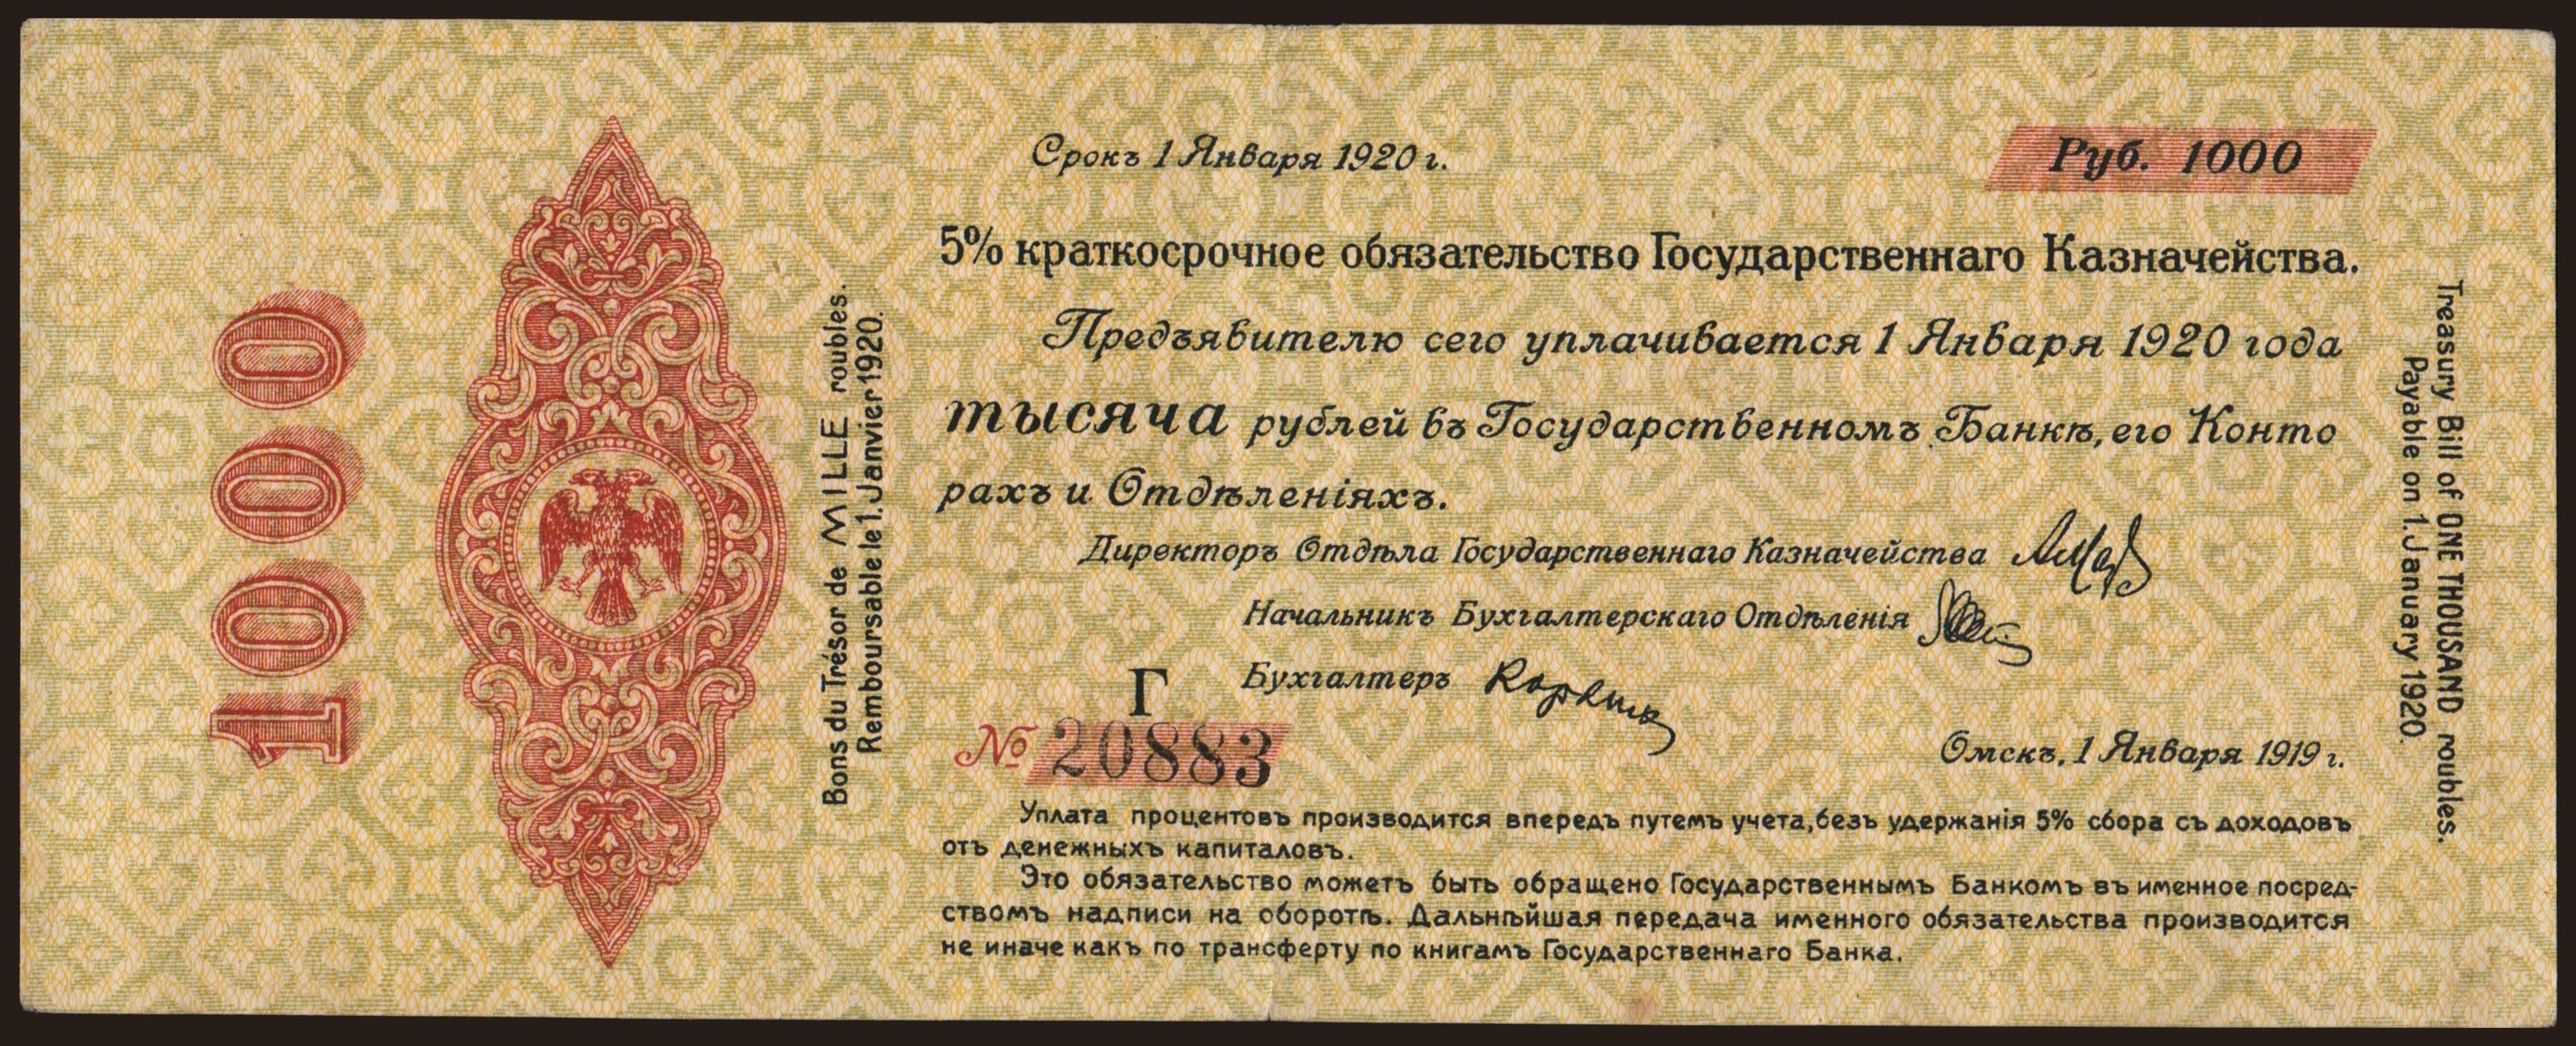 1000
Bons du Trésor de MILLE roubles.
Remboursable le 1. Janvier 1920.
Срокъ 1 Января 1920 г.
Руб. 1000
5% краткосрочное обязательство Государственнаго Казначейства.
Предъявителю сего уплачивается 1 Января 1920 года
тысяча рублей въ Государственномъ Банкѣ, его Конто
рахъ и Отдѣленіяхъ.
Директоръ Отдѣла Государственнаго Казначейства
Начальникъ Бухгалтерскаго Отдѣленія
Г Бухгалтеръ
№ 20883
Омскъ, 1 Января 1919 г.
Уплата процентовъ производится впередъ путемъ учета, безъ удержанія 5% сбора съ доходовъ
отъ денежныхъ капиталовъ.
Это обязательство можетъ быть обращено Государственнымъ Банкомъ въ именное посред-
ствомъ надписи на оборотѣ. Дальнѣйшая передача именного обязательства производится
не иначе какъ по трансферту по книгамъ Государственнаго Банка.
Treasury Bill of ONE THOUSAND roubles.
Payable on 1. January 1920.